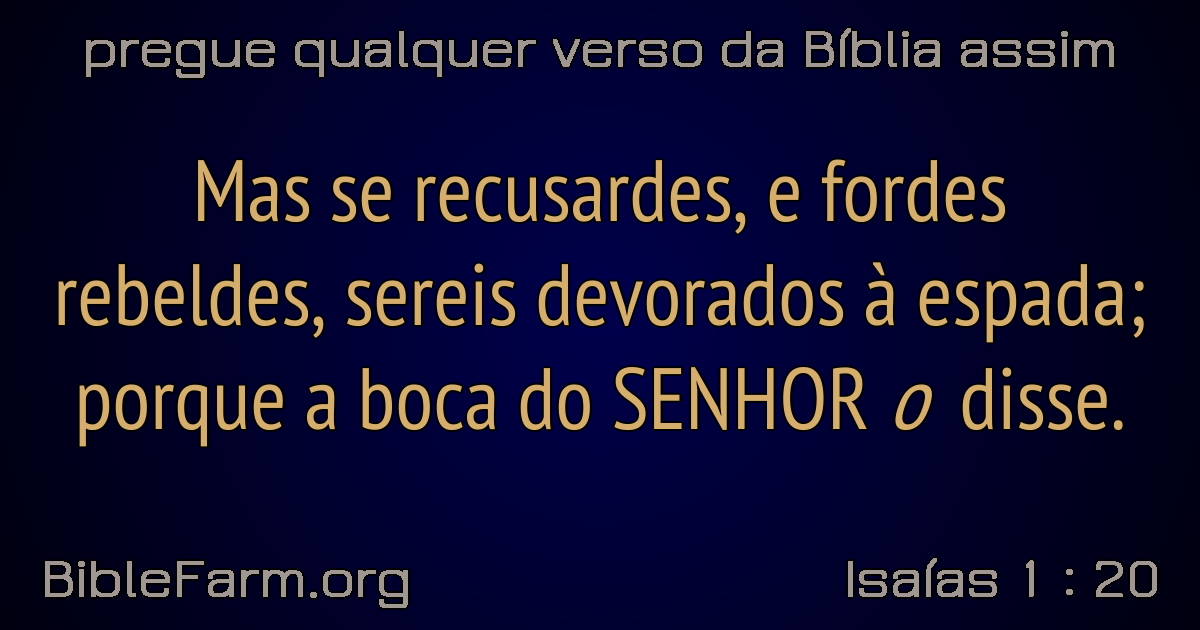 pregue qualquer verso da Bíblia assim
Mas se recusardes, e fordes
rebeldes, sereis devorados à espada;
porque a boca do SENHOR o disse.
BibleFarm.org
Isaías 1 : 20